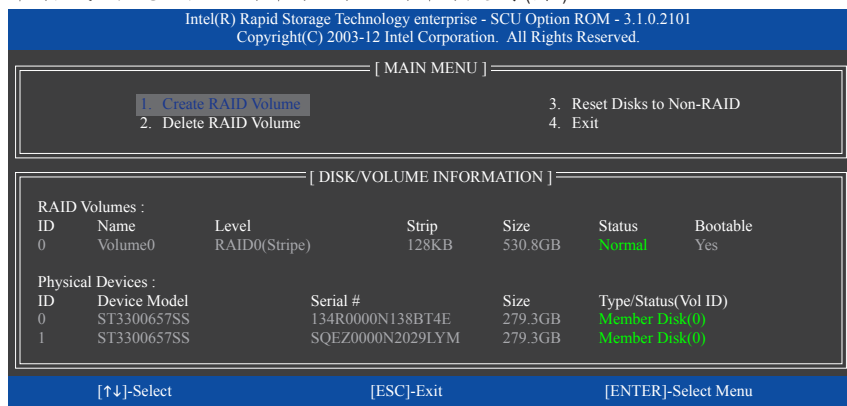 Intel(R) Rapid Storage Technology enterprise - SCU Option ROM - 3.1.0.2101
Copyright(C) 2003-12 Intel Corporation. All Rights Reserved.
[ MAIN MENU ]
1. Create RAID Volume 3. Reset Disks to Non-RAID
2. Delete RAID Volume 4. Exit
[ DISK/VOLUME INFORMATION ]
RAID Volumes :
ID Name Level Strip Size Status Bootable
0 Volume0 RAID0(Stripe) 128KB 530.8GB Normal Yes
Physical Devices :
ID Device Model Serial # Size Type/Status(Vol ID)
0 ST3300657SS 134R0000N138BT4E 279.3GB Member Disk(0)
1 ST3300657SS SQEZ0000N2029LYM 279.3GB Member Disk(0)
[↑↓]-Select [ESC]-Exit [ENTER]-Select Menu